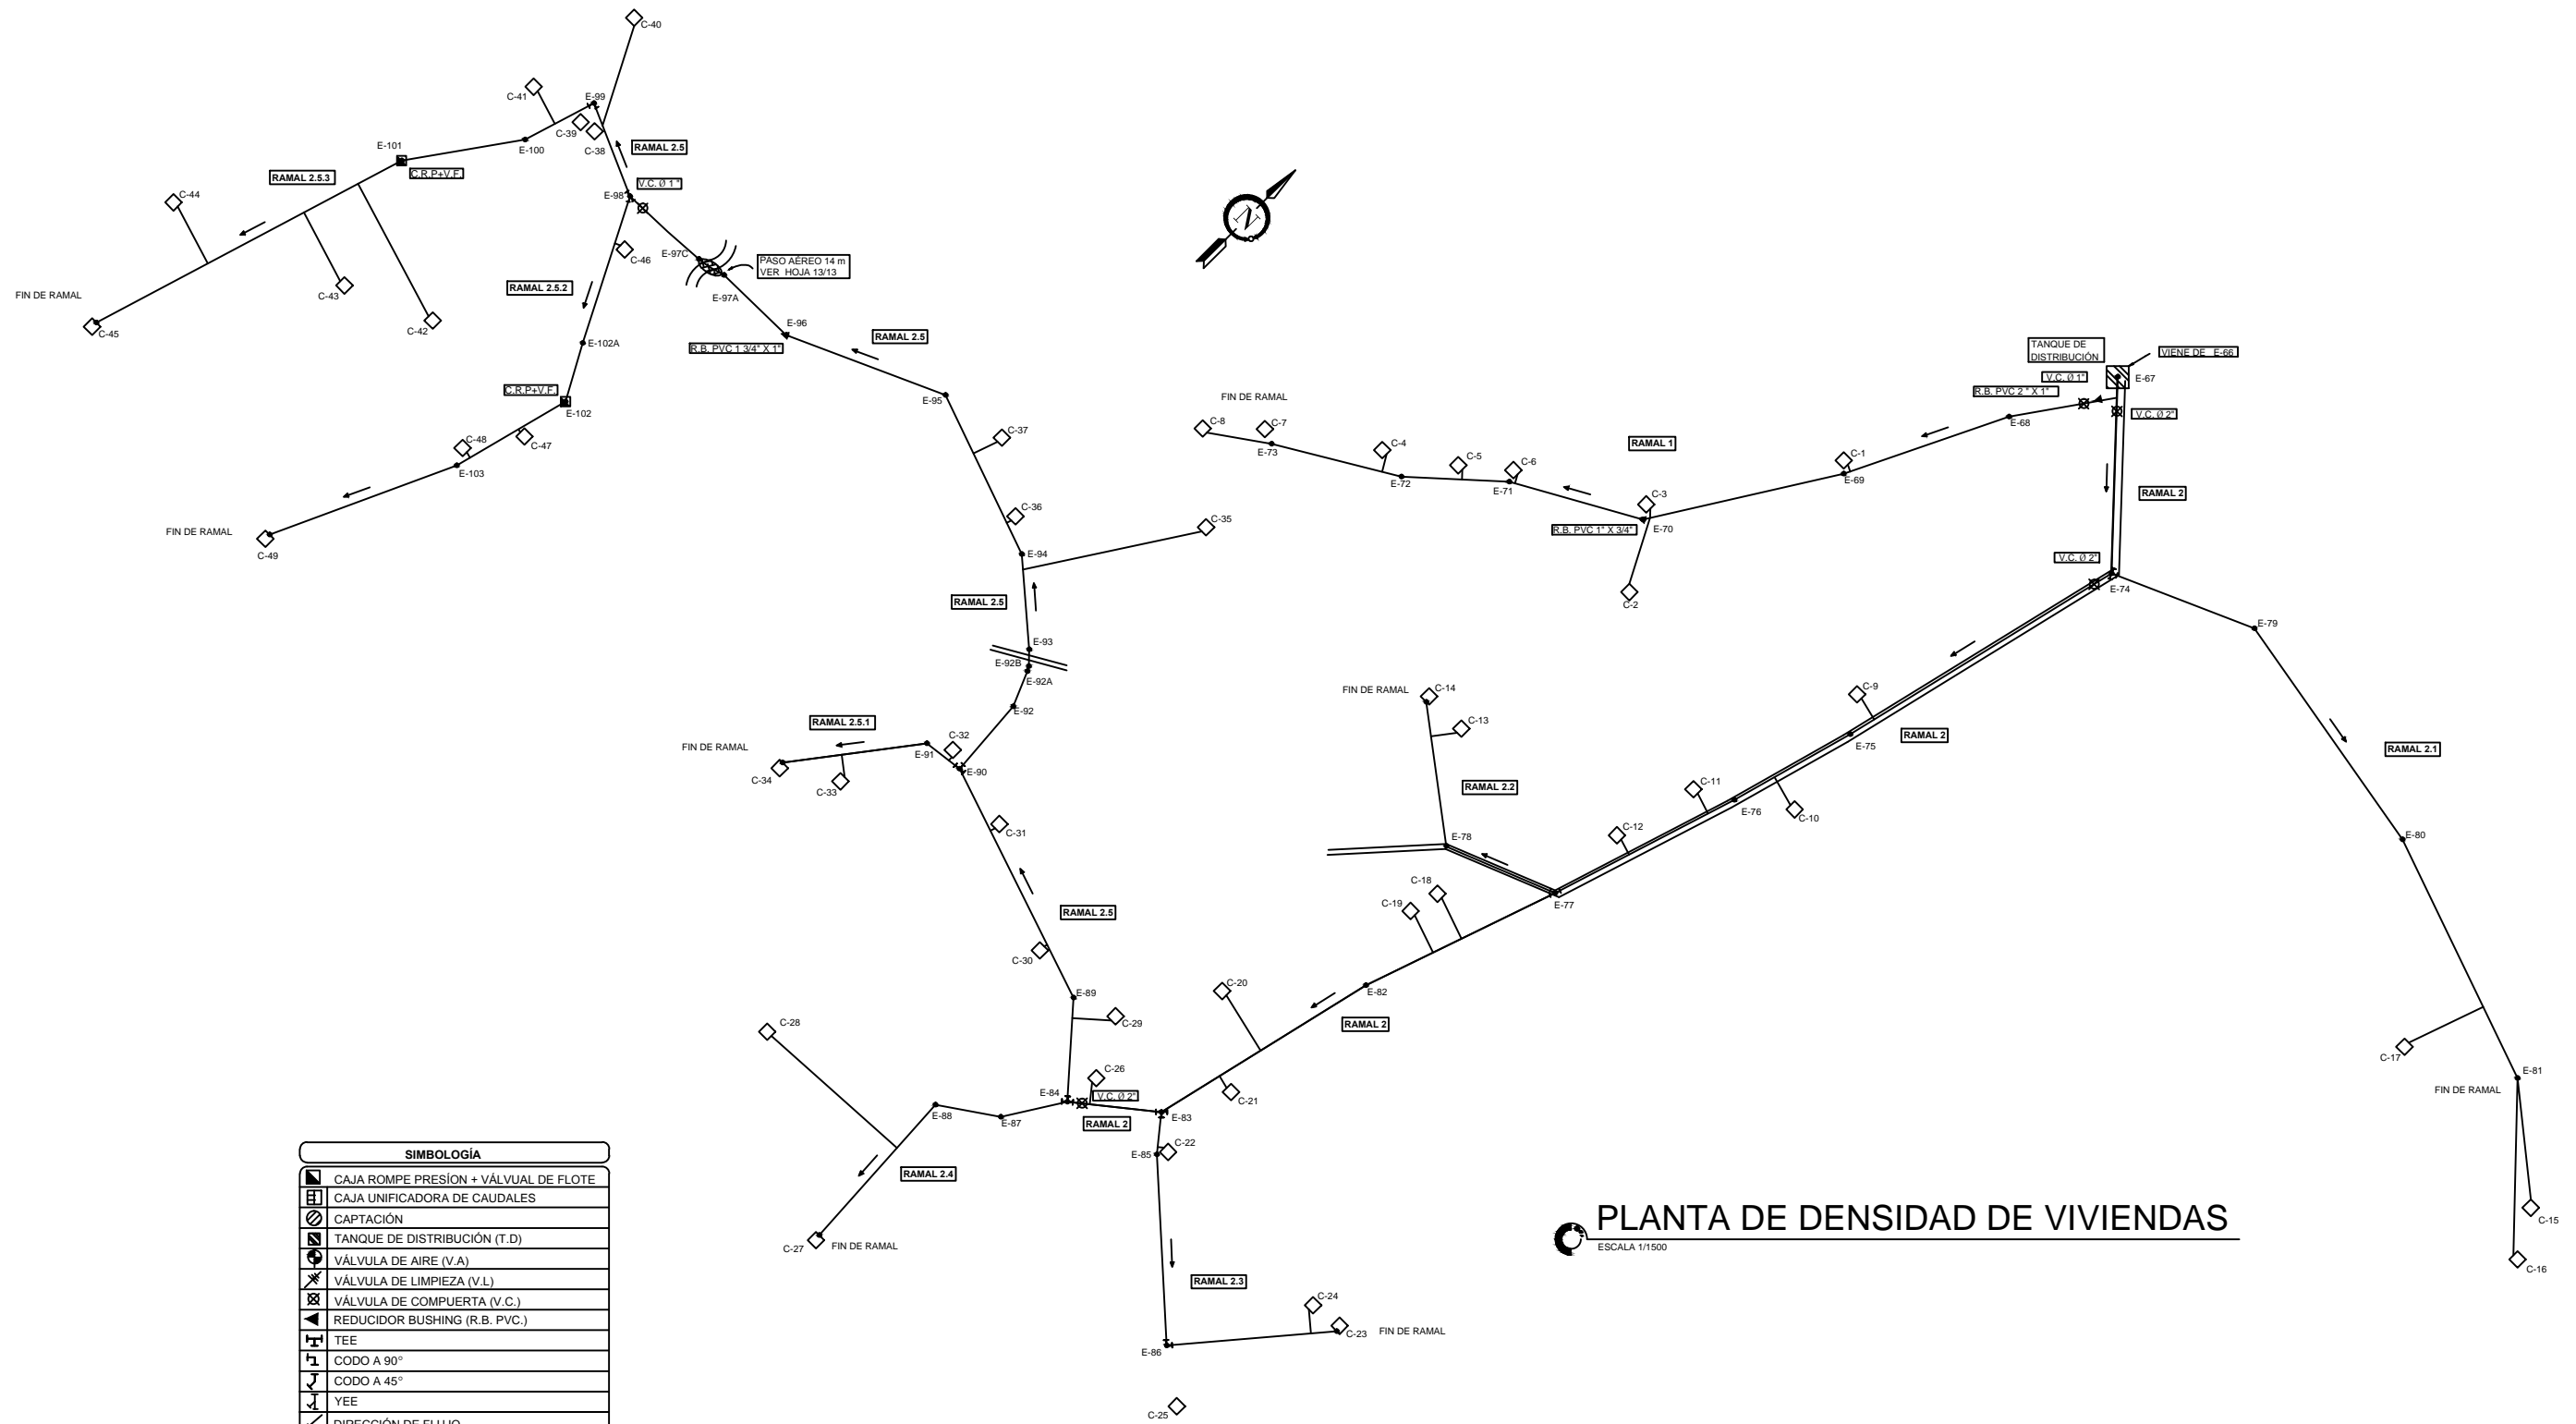 C-40
C-41
E-99
C-39
C-38
E-100
E-101
C.R.P+V.F.
RAMAL 2.5
RAMAL 2.5.3
C-44
V.C. Ø 1"
E-98
C-46
E-97C
PASO AÉREO 14 m
VER HOJA 13/13
E-97A
RAMAL 2.5.2
C-43
C-42
FIN DE RAMAL
C-45
E-102A
E-96
R.B. PVC 1 3/4" X 1"
RAMAL 2.5
C.R.P+V.F.
E-102
E-95
C-48
C-47
E-103
C-37
FIN DE RAMAL
C-49
C-36
C-35
E-94
RAMAL 2.5
E-93
E-92B
E-92A
E-92
RAMAL 2.5.1
C-32
FIN DE RAMAL
E-91
E-90
C-34
C-33
C-31
RAMAL 2.5
C-30
E-89
C-29
C-28
C-26
E-84
V.C. Ø 2"
E-88
E-87
RAMAL 2
E-83
C-22
E-85
RAMAL 2.4
C-27
FIN DE RAMAL
RAMAL 2.3
C-24
C-23
FIN DE RAMAL
E-86
C-25
N
TANQUE DE
DISTRIBUCIÓN
VIENE DE E-66
V.C. Ø 1"
E-67
R.B. PVC 2 " X 1"
V.C. Ø 2"
E-68
FIN DE RAMAL
C-8
C-7
E-73
C-4
C-5
C-6
E-72
E-71
RAMAL 1
C-1
E-69
C-3
R.B. PVC 1" X 3/4"
E-70
C-2
RAMAL 2
V.C. Ø 2"
E-74
E-79
C-9
E-75
RAMAL 2
RAMAL 2.1
FIN DE RAMAL
C-14
C-13
RAMAL 2.2
C-11
E-76
C-10
C-12
E-78
E-80
C-18
C-19
E-77
C-20
E-82
RAMAL 2
C-21
C-17
E-81
FIN DE RAMAL
C-15
C-16
PLANTA DE DENSIDAD DE VIVIENDAS
ESCALA 1/1500
SIMBOLOGÍA
CAJA ROMPE PRESÍON + VÁLVUAL DE FLOTE
CAJA UNIFICADORA DE CAUDALES
CAPTACIÓN
TANQUE DE DISTRIBUCIÓN (T.D)
VÁLVULA DE AIRE (V.A)
VÁLVULA DE LIMPIEZA (V.L)
VÁLVULA DE COMPUERTA (V.C.)
REDUCIDOR BUSHING (R.B. PVC.)
TEE
CODO A 90°
CODO A 45°
YEE
DIRECCIÓN DE FLUJO